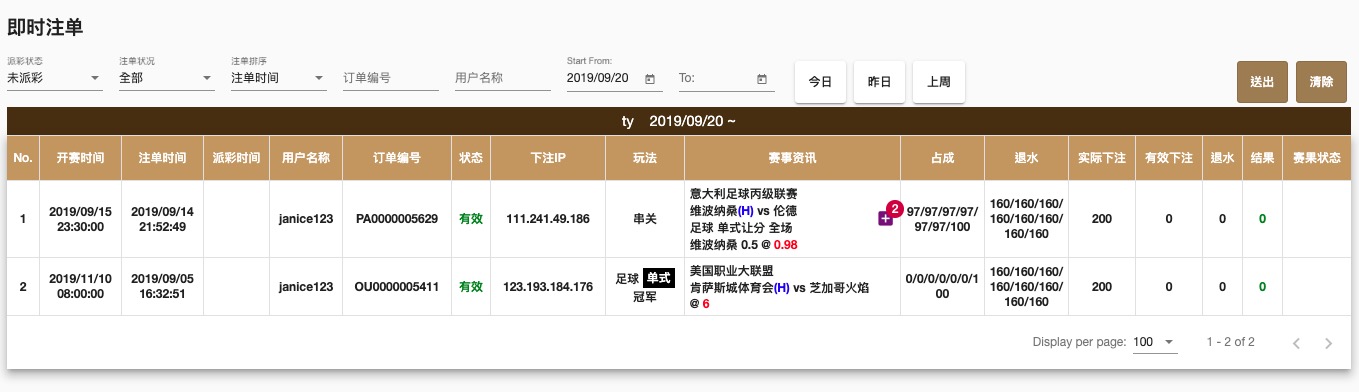 即时注单
派彩状态 注单状况 注单排序 Start From:
未派彩 全部 注单时间 订单编号 用户名称 2019/09/20 To: 今日 昨日 上周 送出 清除
ty 2019/09/20 ~
No. 开赛时间 注单时间 派彩时间 用户名称 订单编号 状态 下注IP 玩法 赛事资讯 占成 退水 实际下注 有效下注 退水 结果 赛果状态
1
2019/09/15
23:30:00
2019/09/14
21:52:49
janice123
PA0000005629
有效
111.241.49.186
串关
意大利足球丙级联赛
维波纳桑(H) vs 伦德
足球 单式让分 全场
维波纳桑 0.5 @ 0.98
2
97/97/97/97/
97/97/100
160/160/160/
160/160/160/
160/160
200
0
0
0
2
2019/11/10
08:00:00
2019/09/05
16:32:51
janice123
OU0000005411
有效
123.193.184.176
足球 单式
冠军
美国职业大联盟
肯萨斯城体育会(H) vs 芝加哥火焰
@ 6
0/0/0/0/0/0/1
00
160/160/160/
160/160/160/
160/160
200
0
0
0
Display per page: 100 1 - 2 of 2